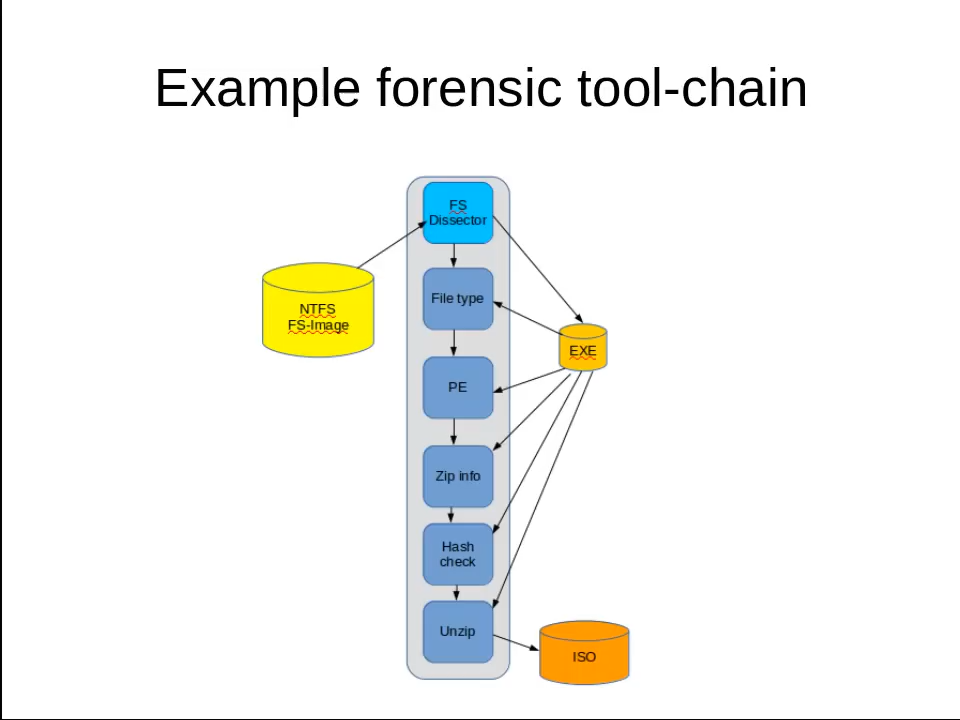 Example forensic tool-chain
FS
Dissector
NTFS
FS-Image
File type
EXE
PE
Zip info
Hash
check
Unzip
ISO